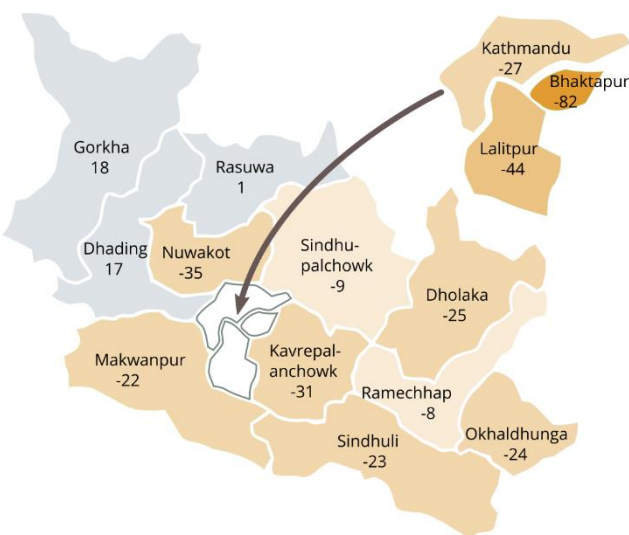 Kathmandu
-27
Bhaktapur
-82
Lalitpur
-44
Gorkha
18
Rasuwa
1
Dhading
17
Nuwakot
-35
Sindhu-
palchowk
-9
Dholaka
-25
Makwanpur
-22
Kavrepal-
anchowk
-31
Ramechhap
-8
Okhaldhunga
-24
Sindhuli
-23